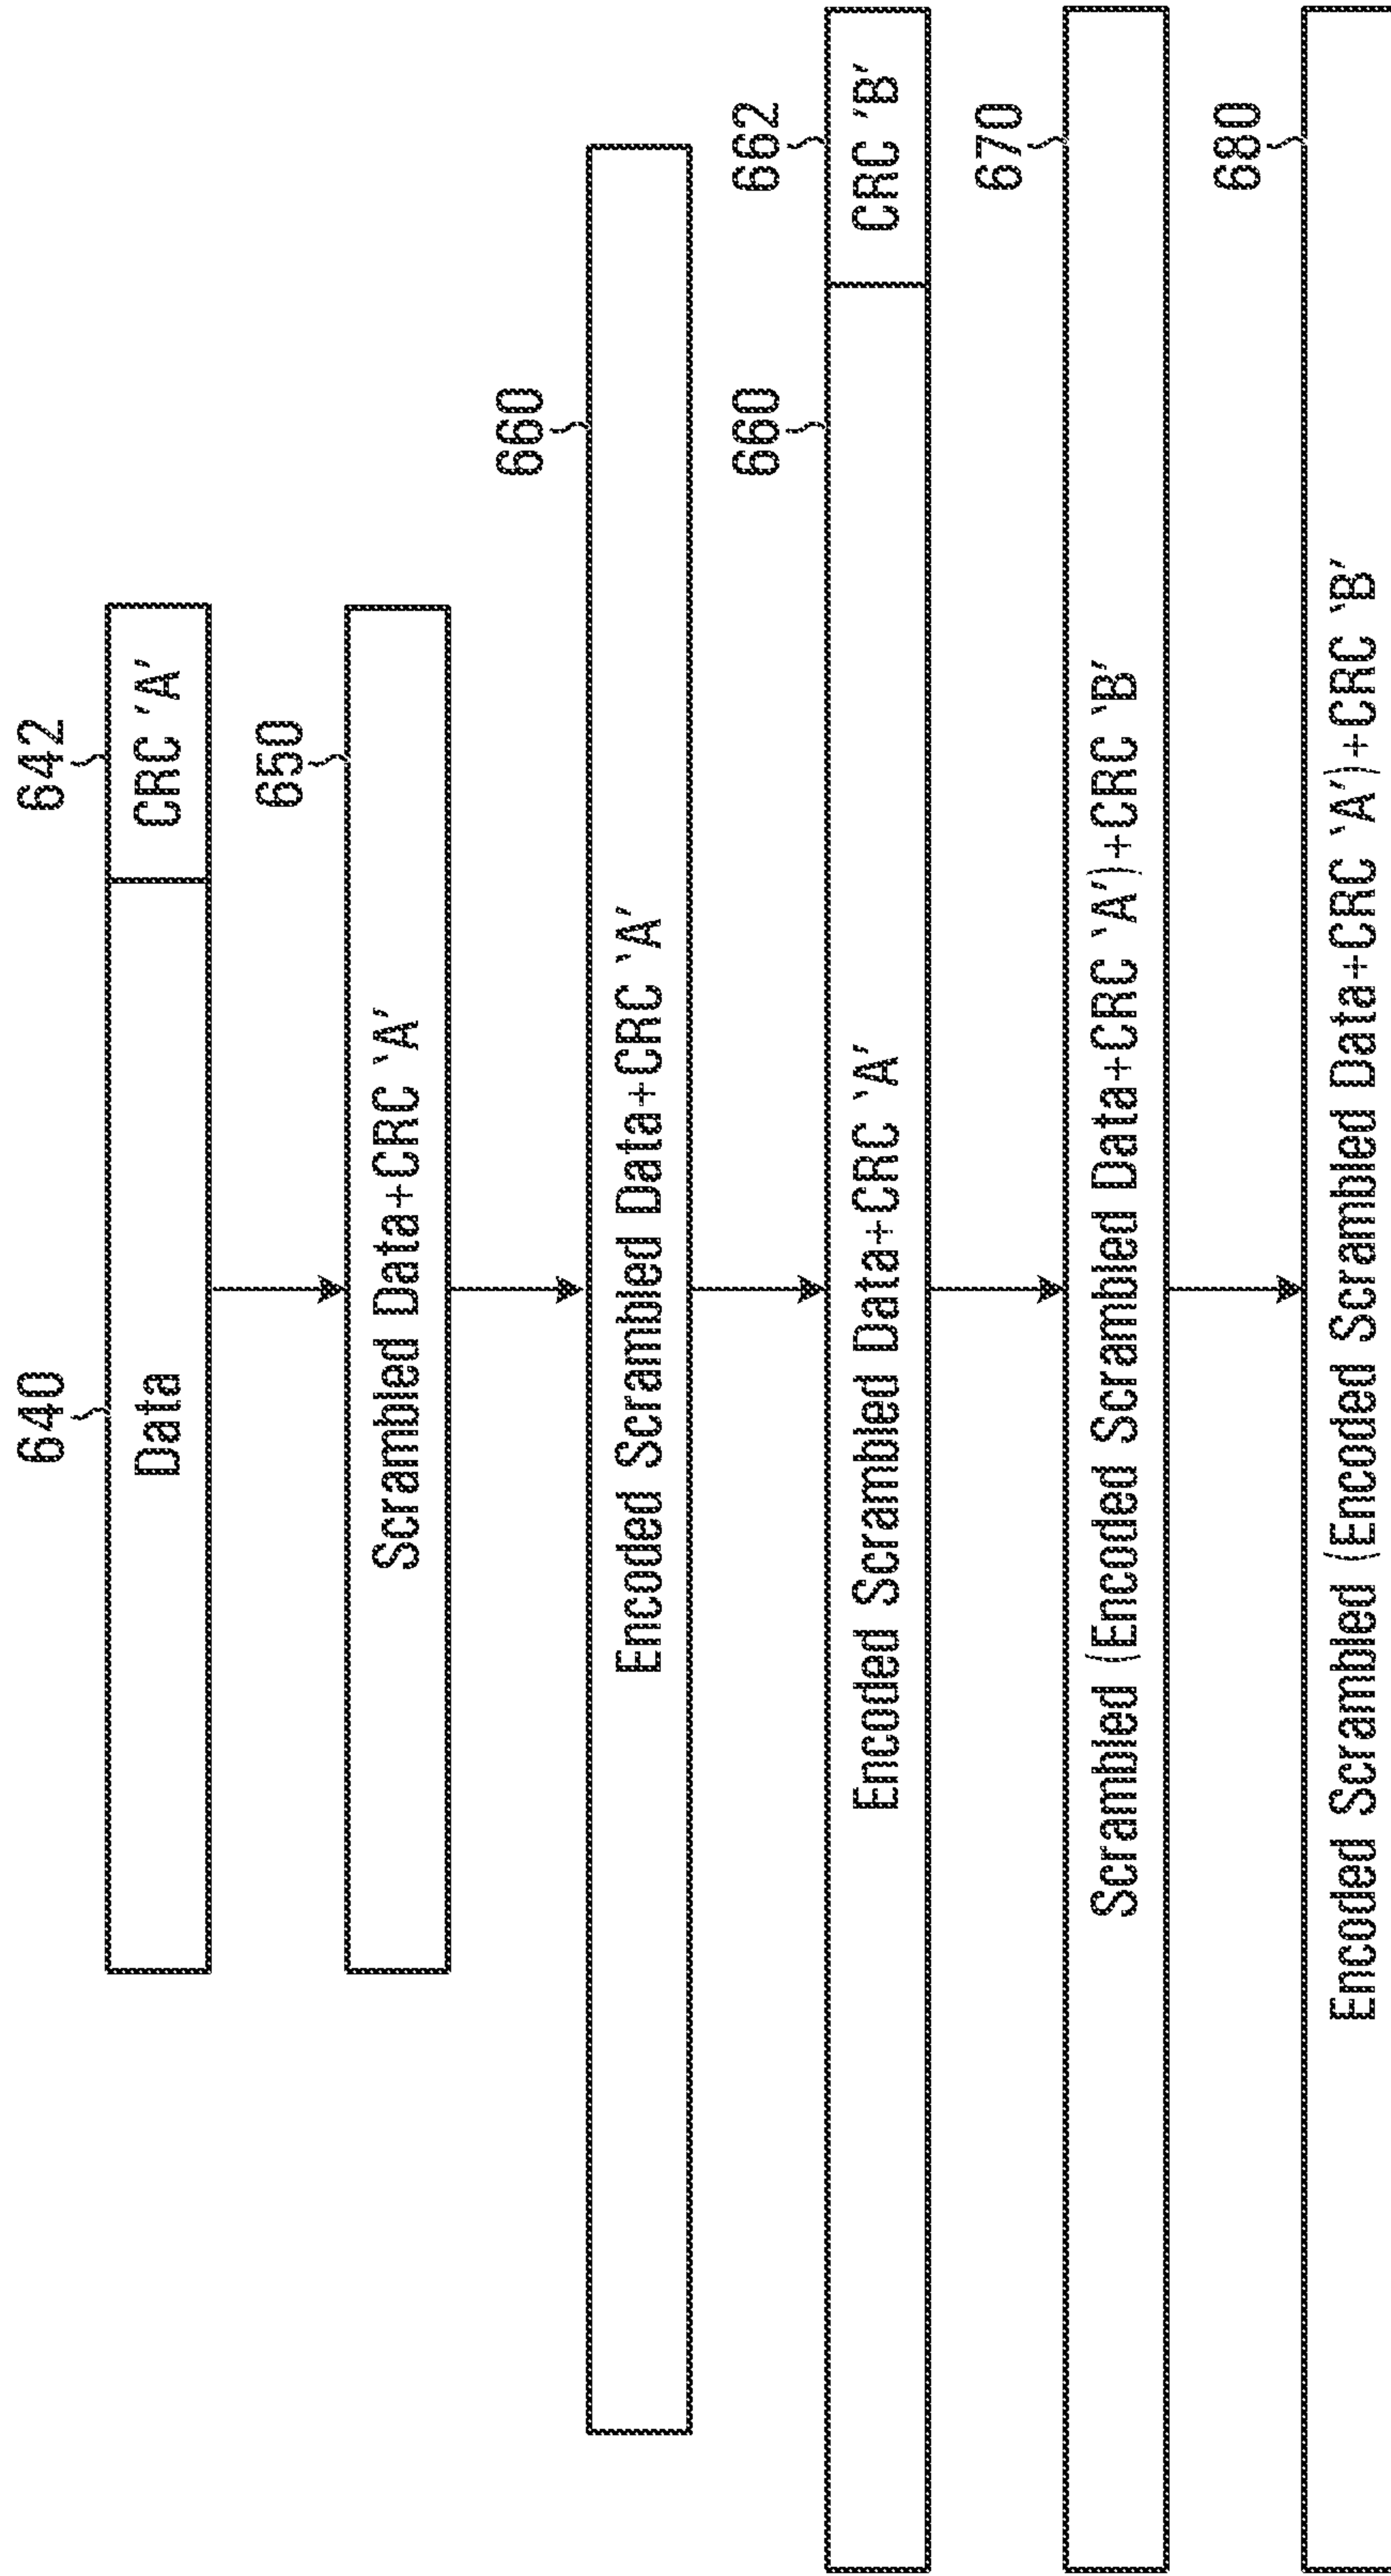 640
642
Data
CRC 'A'
650
Scrambled Data+CRC 'A'
660
Encoded Scrambled Data+CRC 'A'
660
662
Encoded Scrambled Data+CRC 'A'
CRC 'B'
670
Scrambled (Encoded Scrambled Data+CRC 'A')+CRC 'B'
680
Encoded Scrambled (Encoded Scrambled Data+CRC 'A')+CRC 'B'